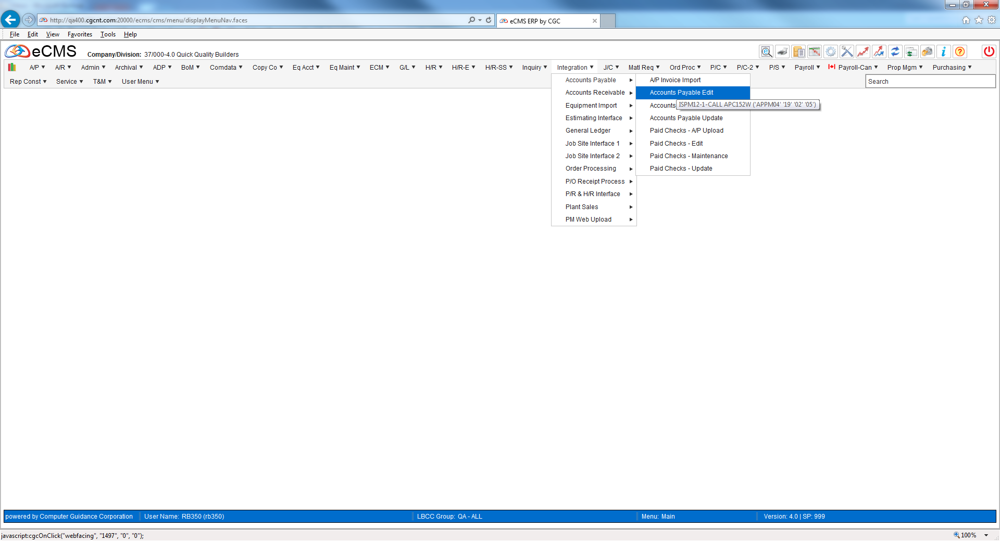 http://qa400.cgcnt.com:20000/ecms/cms/menu/displayMenuNav.faces
eCMS ERP by CGC
File Edit View Favorites Tools Help
eCMS Company/Division: 37/000-4.0 Quick Quality Builders
A/P A/R Admin Archival ADP BoM Comdata Copy Co Eq Acct Eq Maint ECM G/L H/R H/R-E H/R-SS Inquiry Integration J/C Matl Req Ord Proc P/C P/C-2 P/S Payroll Payroll-Can Prop Mgm Purchasing
Rep Const Service T&M User Menu
Search
Accounts Payable
Accounts Receivable
Equipment Import
Estimating Interface
General Ledger
Job Site Interface 1
Job Site Interface 2
Order Processing
P/O Receipt Process
P/R & H/R Interface
Plant Sales
PM Web Upload
A/P Invoice Import
Accounts Payable Edit
Accounts
ISPM12-1-CALL APC152W ('APPM04' '19' '02' '05')
Accounts Payable Update
Paid Checks - A/P Upload
Paid Checks - Edit
Paid Checks - Maintenance
Paid Checks - Update
powered by Computer Guidance Corporation User Name: RB350 (rb350) LBCC Group: QA - ALL Menu: Main Version: 4.0 | SP: 999
javascript:cgcOnClick("webfacing", "1497", "0", "0");
100%